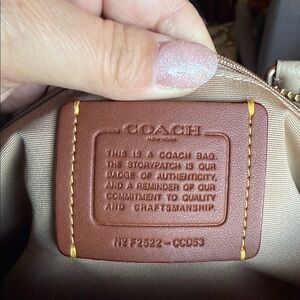 COACH
NEW YORK
THIS IS A COACH BAG.
THE STORYPATCH IS OUR
BADGE OF AUTHENTICITY,
AND A REMINDER OF OUR
COMMITMENT TO QUALITY
AND CRAFTSMANSHIP.
Nº F2522-CCD53